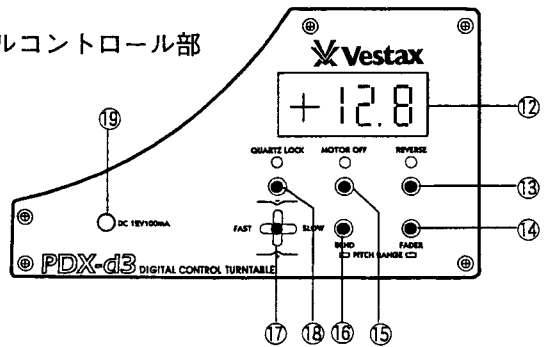 ルコントロール部
Vestax
+12.8
⑫
⑲
QUARTZ LOCK MOTOR OFF REVERSE
⑬
DC 12V100mA
FAST SLOW
⑭
BEND FADER
PITCH RANGE
PDX-d3 DIGITAL CONTROL TURNTABLE
⑰ ⑱ ⑯ ⑮